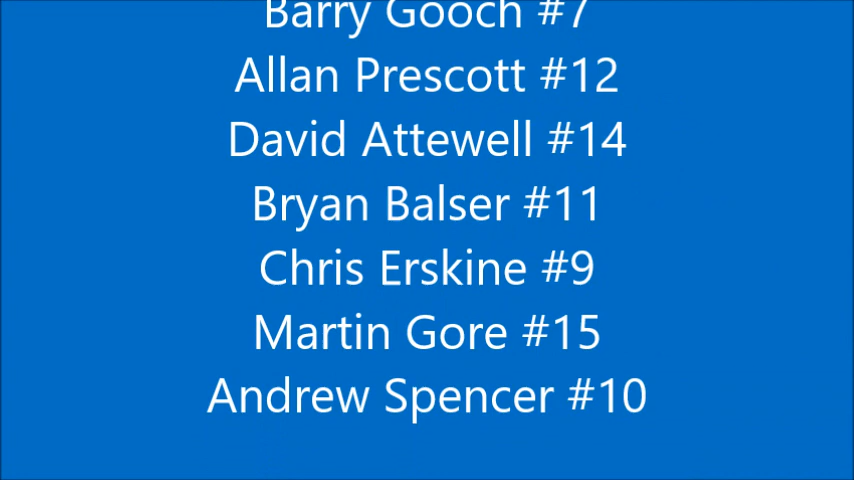 Barry Gooch #7
Allan Prescott #12
David Attewell #14
Bryan Balser #11
Chris Erskine #9
Martin Gore #15
Andrew Spencer #10